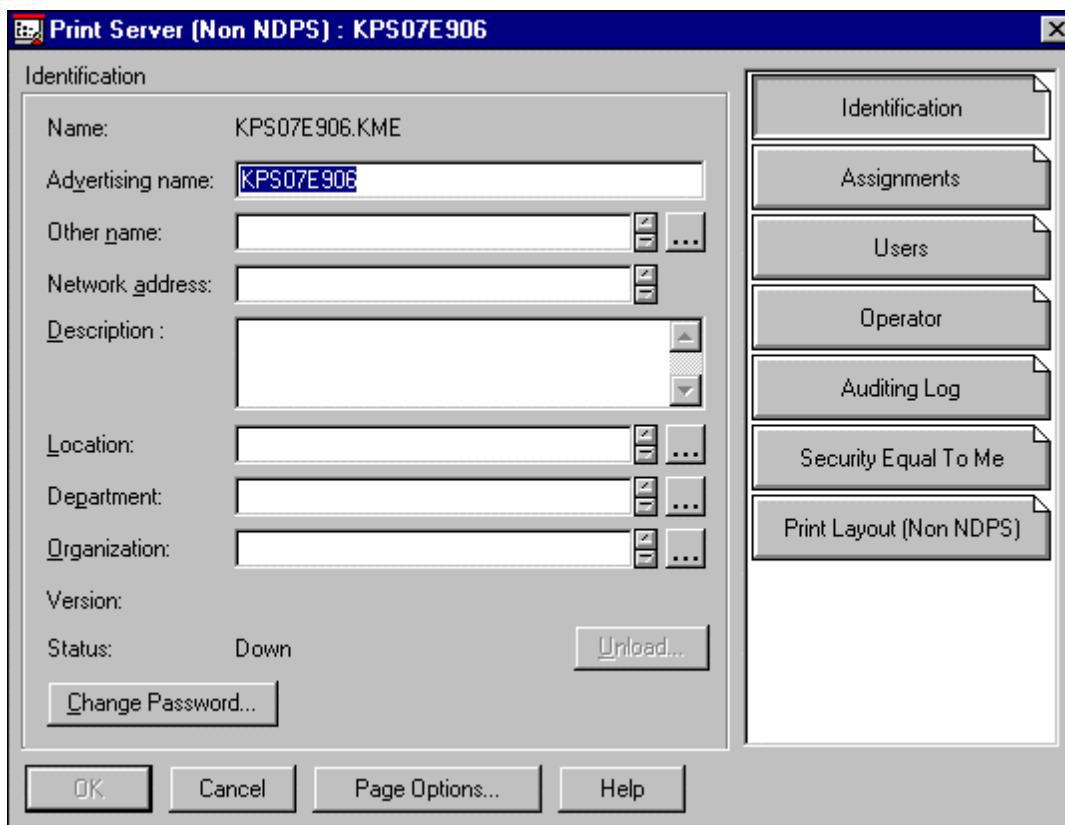 Print Server (Non NDPS) : KPS07E906
Identification
Name: KPS07E906.KME
Advertising name: KPS07E906
Other name: ...
Network address:
Description :
Location: ...
Department: ...
Organization: ...
Version:
Status: Down Unload...
Change Password...
OK Cancel Page Options... Help
Identification
Assignments
Users
Operator
Auditing Log
Security Equal To Me
Print Layout (Non NDPS)